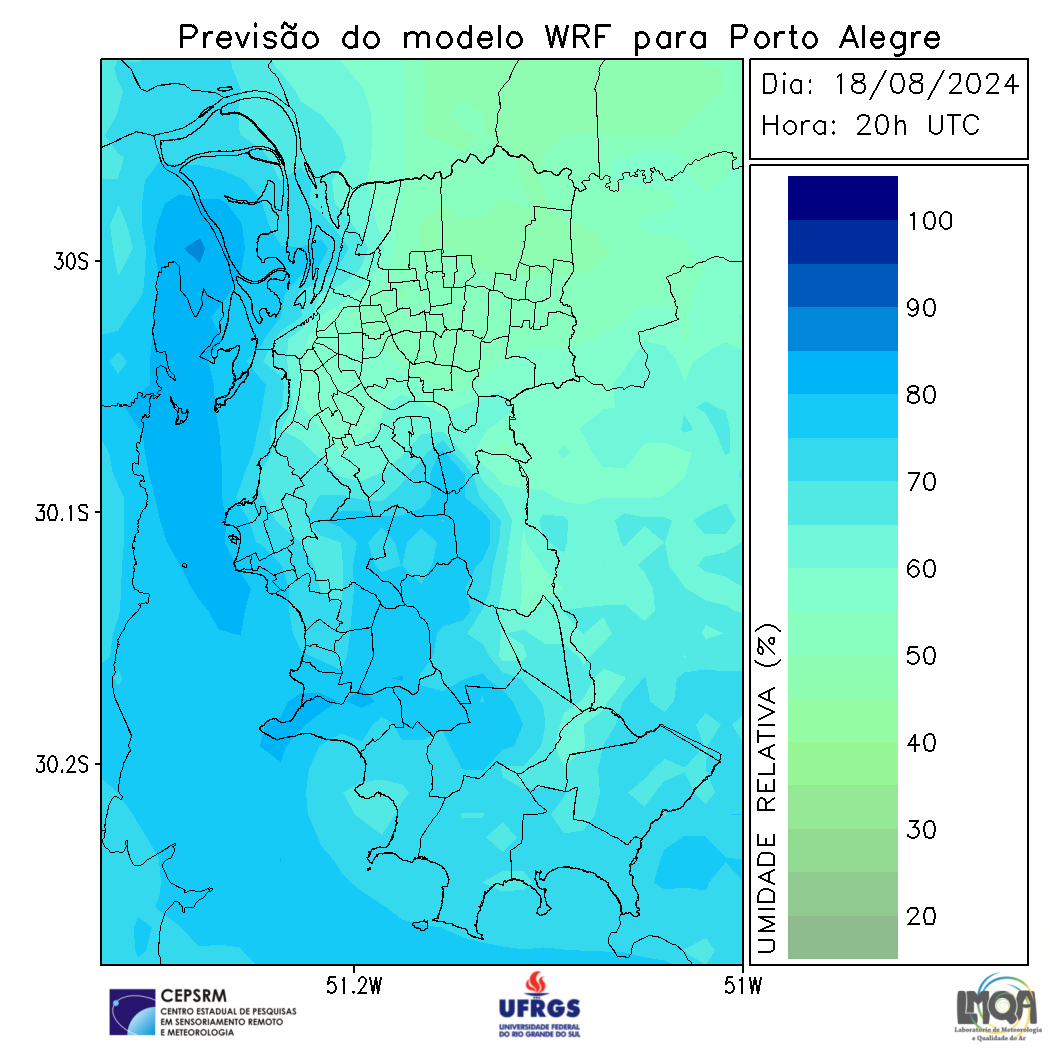 Previsão do modelo WRF para Porto Alegre
Dia: 18/08/2024
Hora: 20h UTC
30S
30.1S
30.2S
51.2W
51W
100
90
80
70
60
50
40
30
20
UMIDADE RELATIVA (%)
CEPSRM
CENTRO ESTADUAL DE PESQUISAS
EM SENSORIAMENTO REMOTO
E METEOROLOGIA
UFRGS
UNIVERSIDADE FEDERAL
DO RIO GRANDE DO SUL
LMQA
Laboratório de Meteorologia
e Qualidade do Ar